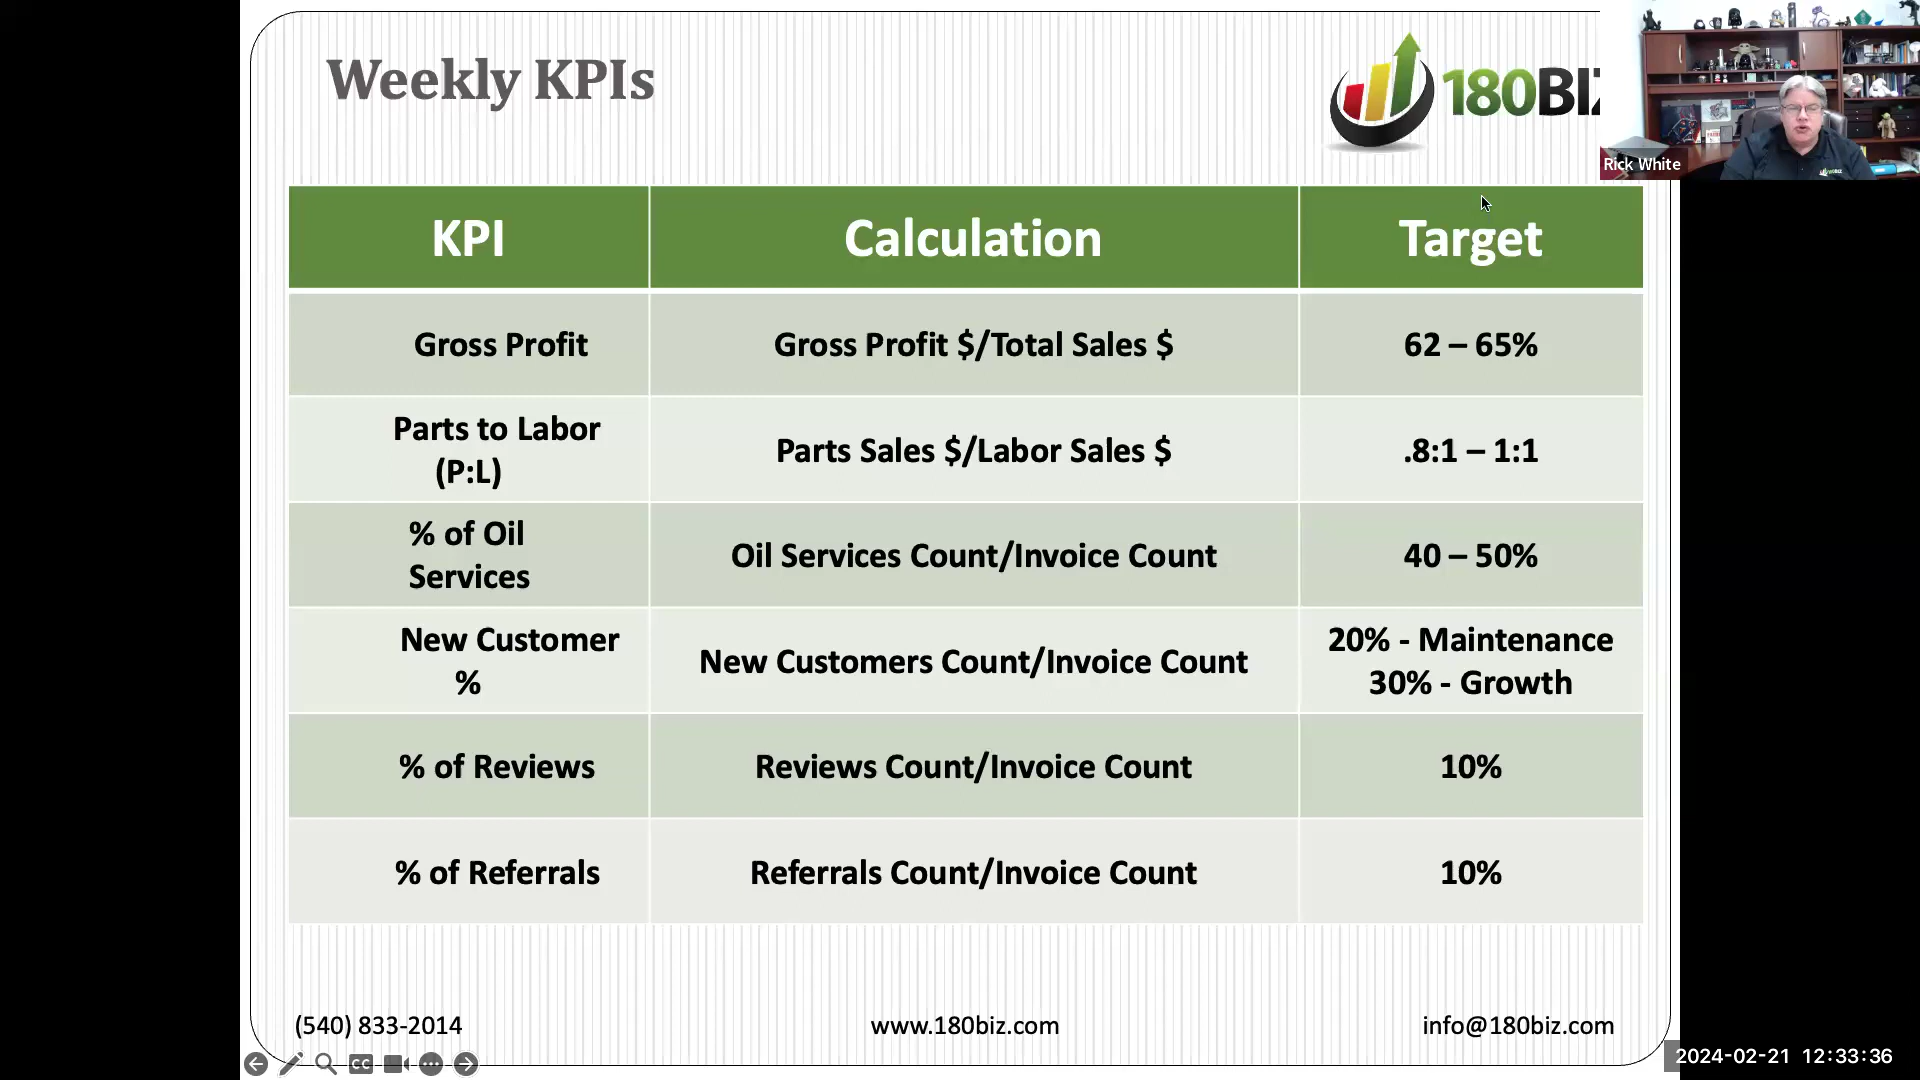 Weekly KPIs
180BIZ
Rick White
KPI
Calculation
Target
Gross Profit
Gross Profit $/Total Sales $
62 – 65%
Parts to Labor
(P:L)
Parts Sales $/Labor Sales $
.8:1 – 1:1
% of Oil
Services
Oil Services Count/Invoice Count
40 – 50%
New Customer
%
New Customers Count/Invoice Count
20% - Maintenance
30% - Growth
% of Reviews
Reviews Count/Invoice Count
10%
% of Referrals
Referrals Count/Invoice Count
10%
(540) 833-2014
www.180biz.com
info@180biz.com
CC
2024-02-21 12:33:36